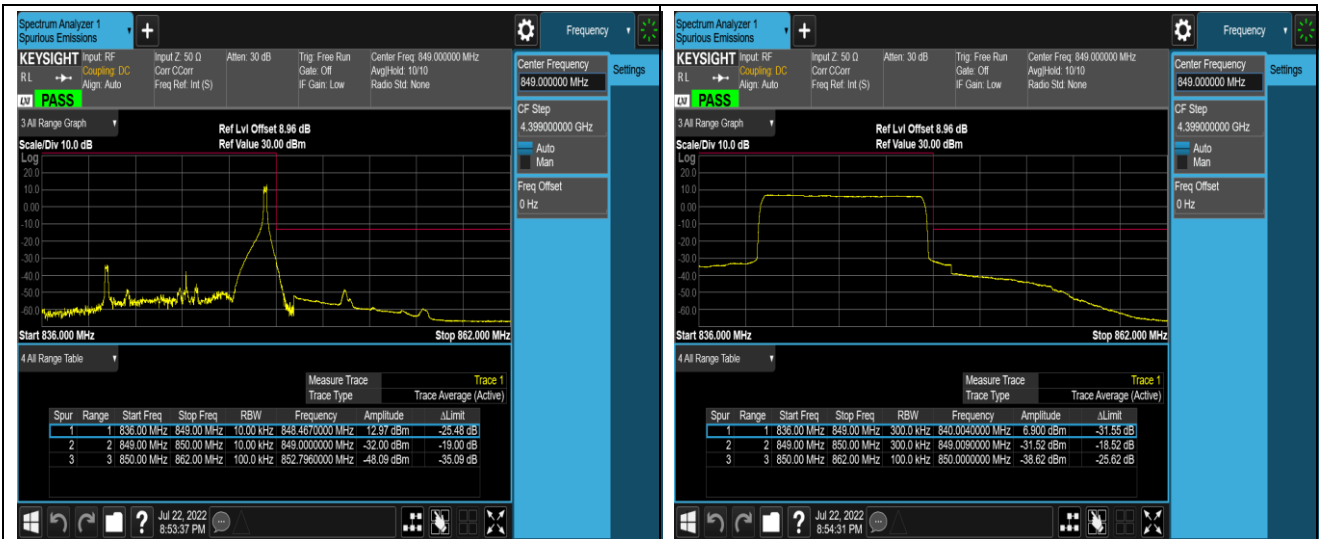 Spectrum Analyzer 1
Spurious Emissions
+
Frequency
KEYSIGHT Input: RF Input Z: 50 Ω Atten: 30 dB Trig: Free Run Center Freq: 849.000000 MHz
Coupling: DC Corr CCorr Gate: Off Avg|Hold: 10/10
RL Align: Auto Freq Ref: Int (S) IF Gain: Low Radio Std: None
LXI PASS
Center Frequency
849.000000 MHz
Settings
CF Step
4.399000000 GHz
Auto
Man
Freq Offset
0 Hz
3 All Range Graph
Ref Lvl Offset 8.96 dB
Scale/Div 10.0 dB Ref Value 30.00 dBm
Log
20.0
10.0
0.00
-10.0
-20.0
-30.0
-40.0
-50.0
-60.0
Start 836.000 MHz Stop 862.000 MHz
4 All Range Table
Measure Trace Trace 1
Trace Type Trace Average (Active)
Spur Range Start Freq Stop Freq RBW Frequency Amplitude ΔLimit
1 1 836.00 MHz 849.00 MHz 10.00 kHz 848.4670000 MHz 12.97 dBm -25.48 dB
2 2 849.00 MHz 850.00 MHz 10.00 kHz 849.0000000 MHz -32.00 dBm -19.00 dB
3 3 850.00 MHz 862.00 MHz 100.0 kHz 852.7960000 MHz -48.09 dBm -35.09 dB
? Jul 22, 2022
8:53:37 PM
Spectrum Analyzer 1
Spurious Emissions
+
Frequency
KEYSIGHT Input: RF Input Z: 50 Ω Atten: 30 dB Trig: Free Run Center Freq: 849.000000 MHz
Coupling: DC Corr CCorr Gate: Off Avg|Hold: 10/10
RL Align: Auto Freq Ref: Int (S) IF Gain: Low Radio Std: None
LXI PASS
Center Frequency
849.000000 MHz
Settings
CF Step
4.399000000 GHz
Auto
Man
Freq Offset
0 Hz
3 All Range Graph
Ref Lvl Offset 8.96 dB
Scale/Div 10.0 dB Ref Value 30.00 dBm
Log
20.0
10.0
0.00
-10.0
-20.0
-30.0
-40.0
-50.0
-60.0
Start 836.000 MHz Stop 862.000 MHz
4 All Range Table
Measure Trace Trace 1
Trace Type Trace Average (Active)
Spur Range Start Freq Stop Freq RBW Frequency Amplitude ΔLimit
1 1 836.00 MHz 849.00 MHz 300.0 kHz 840.0040000 MHz 6.900 dBm -31.55 dB
2 2 849.00 MHz 850.00 MHz 300.0 kHz 849.0090000 MHz -31.52 dBm -18.52 dB
3 3 850.00 MHz 862.00 MHz 100.0 kHz 850.0000000 MHz -38.62 dBm -25.62 dB
? Jul 22, 2022
8:54:31 PM